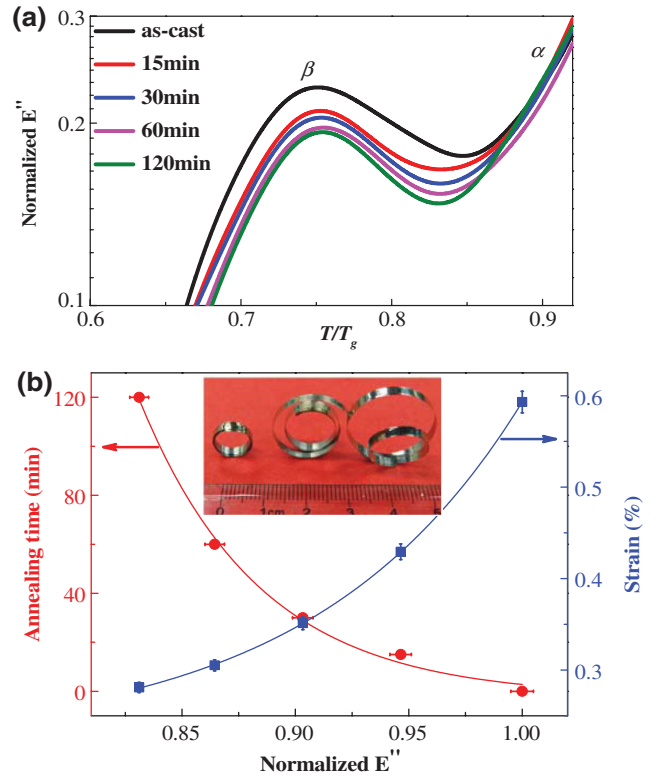 (a)
0.3
0.2
0.1
Normalized E''
as-cast
15min
30min
60min
120min
β
α
0.6
0.7
0.8
0.9
T/Tg
(b)
120
80
40
0
Annealing time (min)
0.6
0.5
0.4
0.3
Strain (%)
0 1cm 2 3 4 5
0.85
0.90
0.95
1.00
Normalized E''